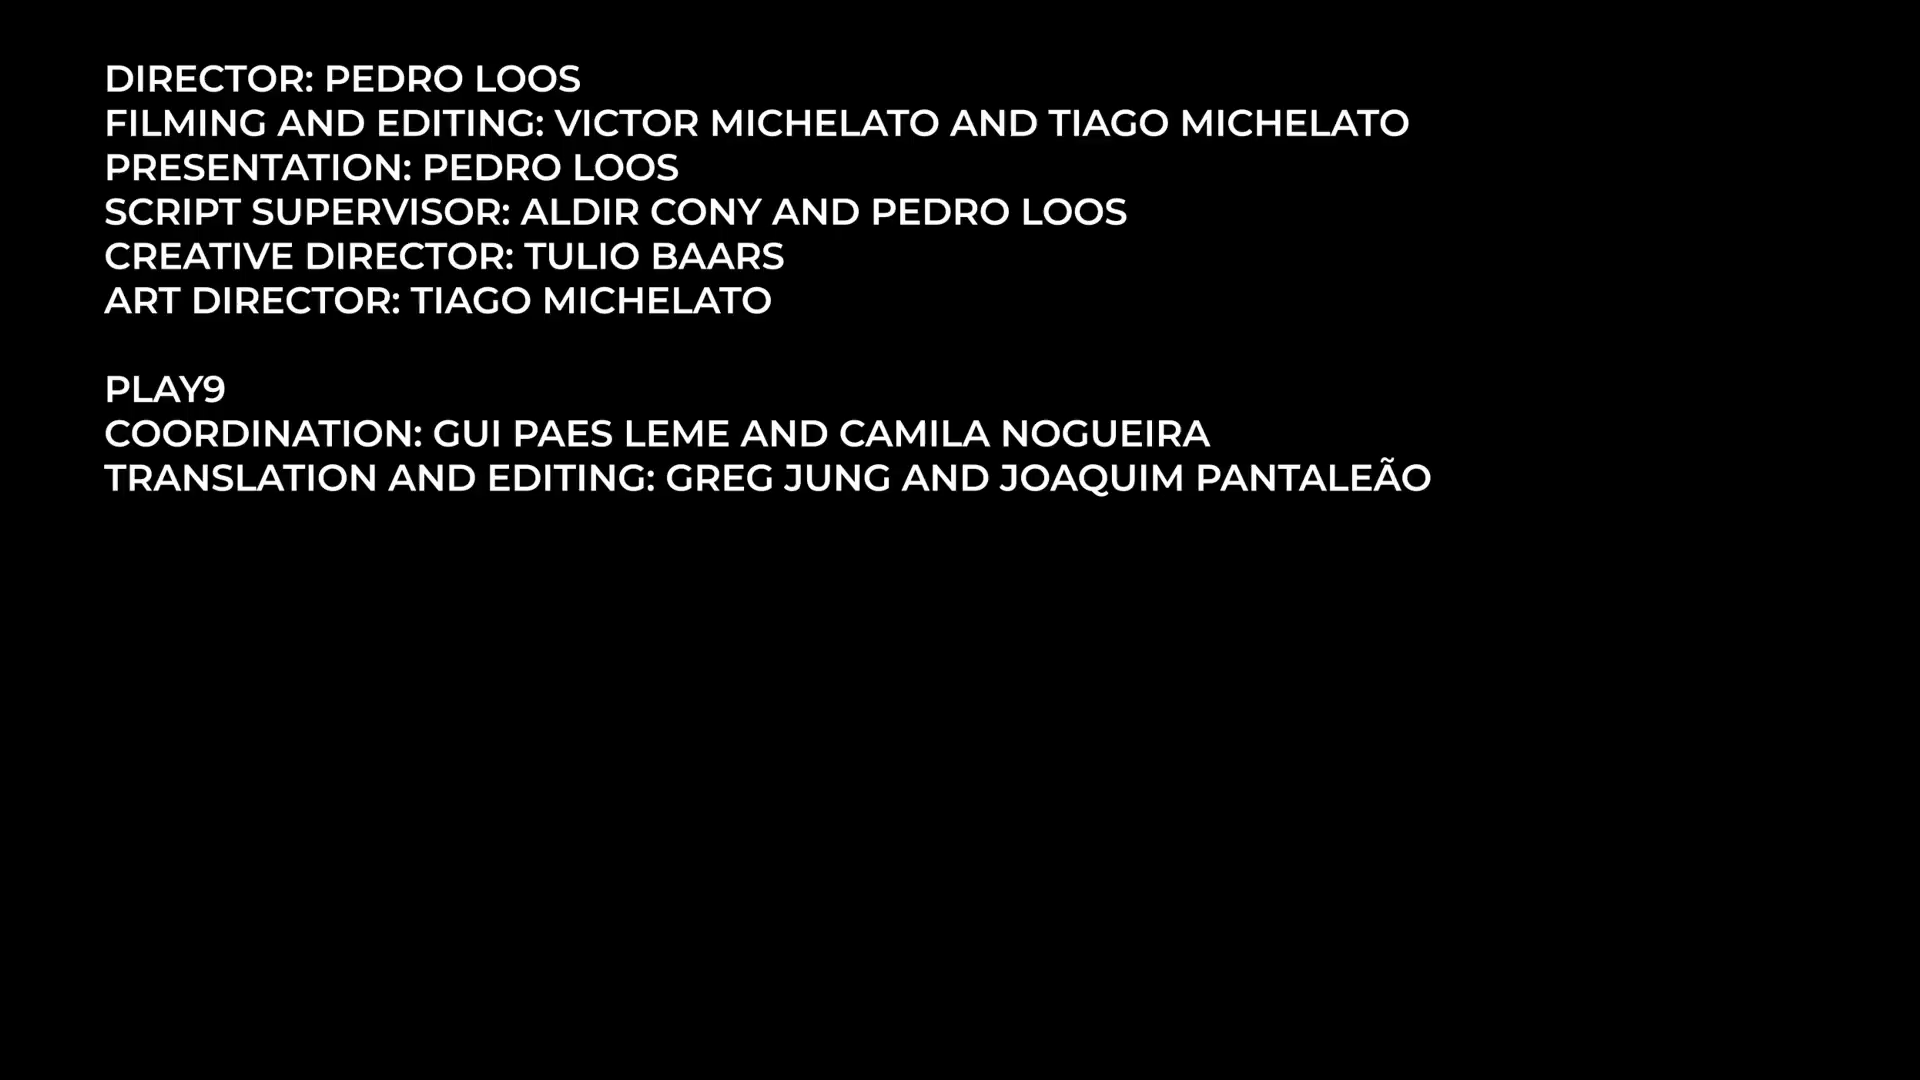 DIRECTOR: PEDRO LOOS
FILMING AND EDITING: VICTOR MICHELATO AND TIAGO MICHELATO
PRESENTATION: PEDRO LOOS
SCRIPT SUPERVISOR: ALDIR CONY AND PEDRO LOOS
CREATIVE DIRECTOR: TULIO BAARS
ART DIRECTOR: TIAGO MICHELATO
PLAY9
COORDINATION: GUI PAES LEME AND CAMILA NOGUEIRA
TRANSLATION AND EDITING: GREG JUNG AND JOAQUIM PANTALEÃO